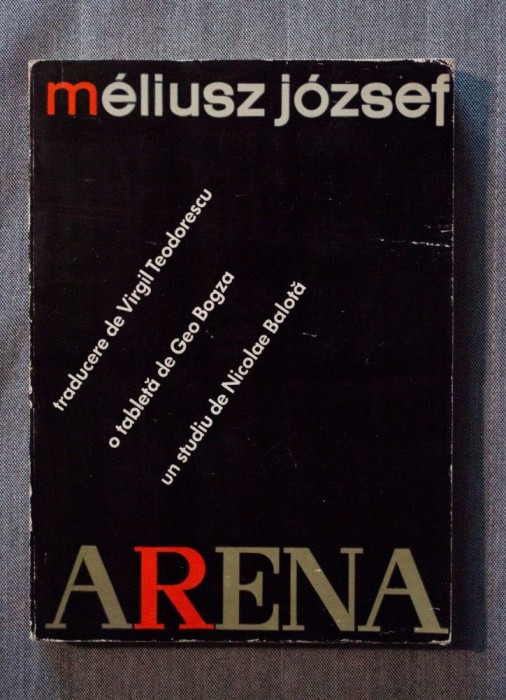 méliusz józsef
traducere de Virgil Teodorescu
o tabletă de Geo Bogza
un studiu de Nicolae Balotă
ARENA